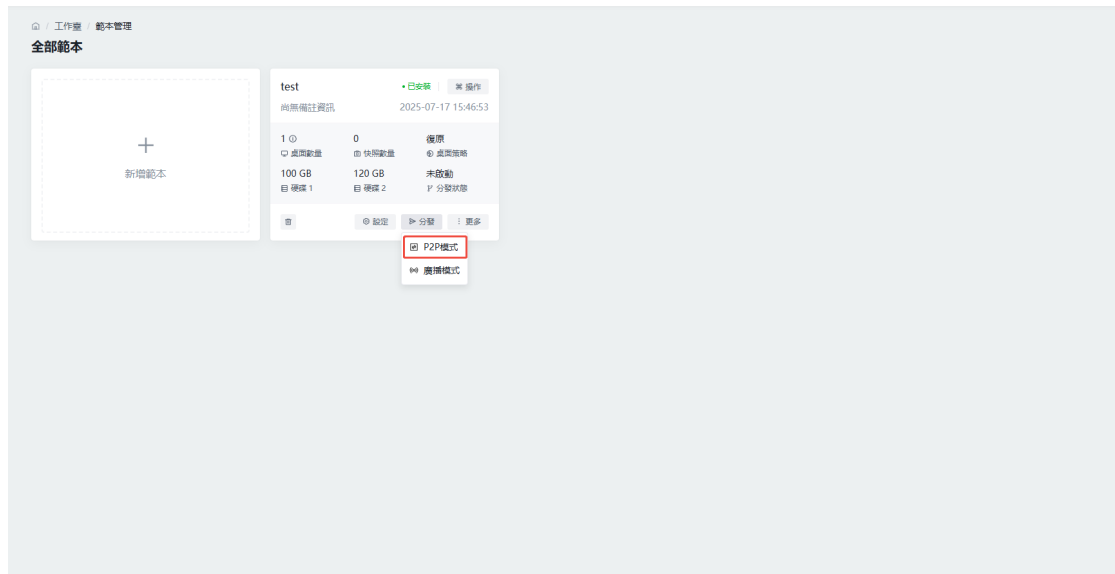 工作臺 / 範本管理
全部範本
新增範本
test
已安裝
操作
尚無備註資訊
2025-07-17 15:46:53
1
0
復原
桌面數量
快照數量
桌面策略
100 GB
120 GB
未啟動
硬碟 1
硬碟 2
分發狀態
設定
分發
更多
P2P模式
廣播模式